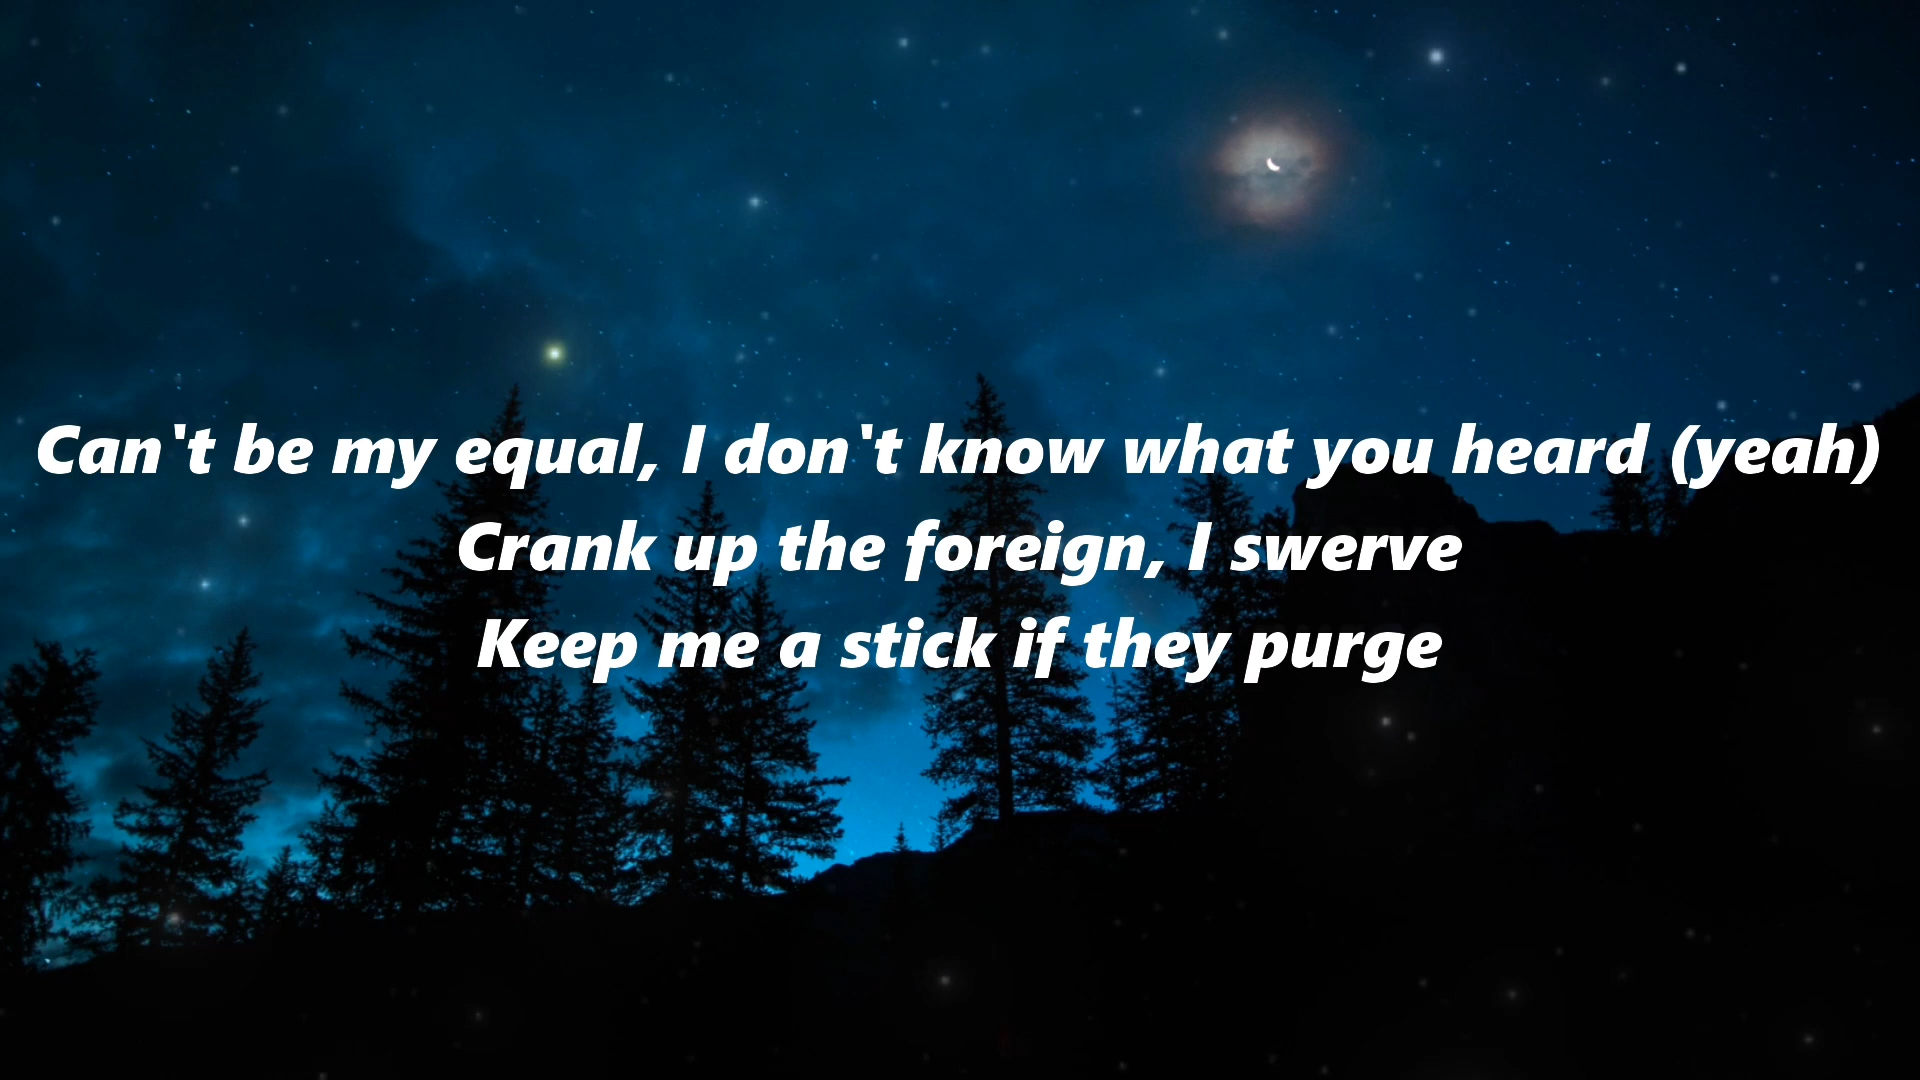 Can't be my equal, I don't know what you heard (yeah)
Crank up the foreign, I swerve
Keep me a stick if they purge